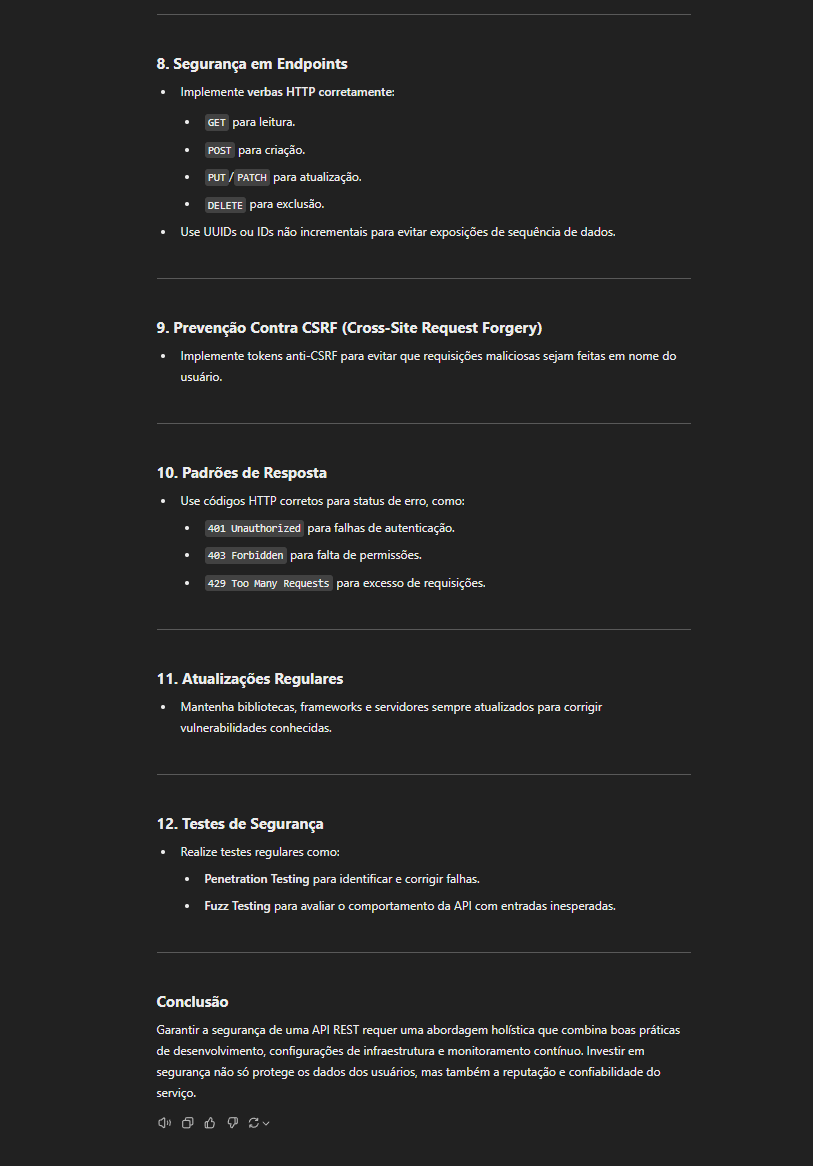 8. Segurança em Endpoints
Implemente verbas HTTP corretamente:
GET para leitura.
POST para criação.
PUT/PATCH para atualização.
DELETE para exclusão.
Use UUIDs ou IDs não incrementais para evitar exposições de sequência de dados.
9. Prevenção Contra CSRF (Cross-Site Request Forgery)
Implemente tokens anti-CSRF para evitar que requisições maliciosas sejam feitas em nome do
usuário.
10. Padrões de Resposta
Use códigos HTTP corretos para status de erro, como:
401 Unauthorized para falhas de autenticação.
403 Forbidden para falta de permissões.
429 Too Many Requests para excesso de requisições.
11. Atualizações Regulares
Mantenha bibliotecas, frameworks e servidores sempre atualizados para corrigir
vulnerabilidades conhecidas.
12. Testes de Segurança
Realize testes regulares como:
Penetration Testing para identificar e corrigir falhas.
Fuzz Testing para avaliar o comportamento da API com entradas inesperadas.
Conclusão
Garantir a segurança de uma API REST requer uma abordagem holística que combina boas práticas
de desenvolvimento, configurações de infraestrutura e monitoramento contínuo. Investir em
segurança não só protege os dados dos usuários, mas também a reputação e confiabilidade do
serviço.